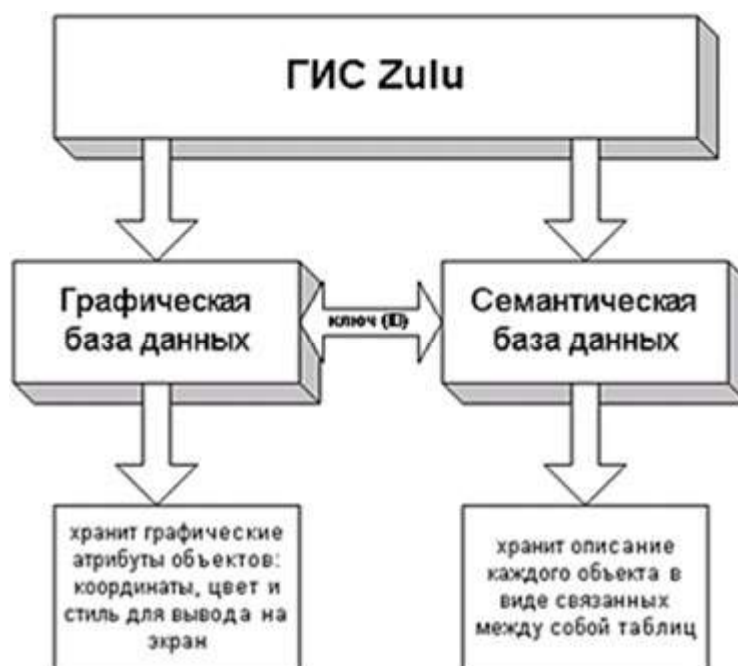 ГИС Zulu
Графическая
база данных
ключ (ID)
Семантическая
база данных
хранит графические
атрибуты объектов:
координаты, цвет и
стиль для вывода на
экран
хранит описание
каждого объекта в
виде связанных
между собой таблиц